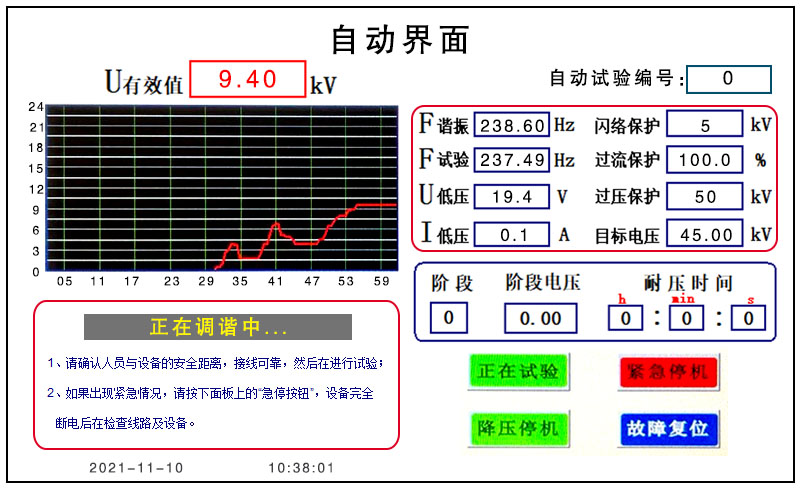 自动界面
U有效值 9.40 kV
自动试验编号: 0
24
21
18
15
12
9
6
3
0
05 11 17 23 29 35 41 47 53 59
F谐振 238.60 Hz 闪络保护 5 kV
F试验 237.49 Hz 过流保护 100.0 %
U低压 19.4 V 过压保护 50 kV
I低压 0.1 A 目标电压 45.00 kV
阶段 阶段电压 耐压时间
h min s
0 0.00 0 : 0 : 0
正在调谐中...
1、请确认人员与设备的安全距离，接线可靠，然后在进行试验；
2、如果出现紧急情况，请按下面板上的“急停按钮”，设备完全
断电后在检查线路及设备。
正在试验 紧急停机
降压停机 故障复位
2021-11-10 10:38:01